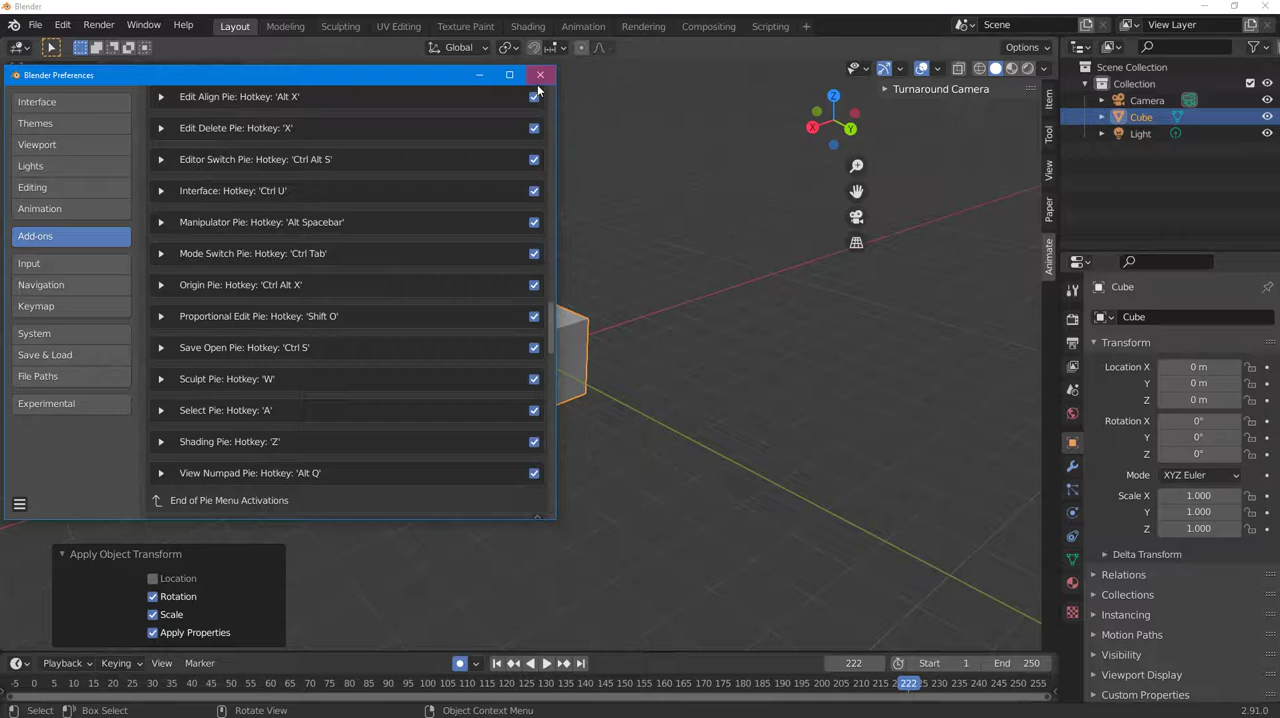 Blender
File Edit Render Window Help Layout Modeling Sculpting UV Editing Texture Paint Shading Animation Rendering Compositing Scripting + Scene View Layer
Global Options
Blender Preferences
Interface
Themes
Viewport
Lights
Editing
Animation
Add-ons
Input
Navigation
Keymap
System
Save & Load
File Paths
Experimental
Edit Align Pie: Hotkey: 'Alt X'
Edit Delete Pie: Hotkey: 'X'
Editor Switch Pie: Hotkey: 'Ctrl Alt S'
Interface: Hotkey: 'Ctrl U'
Manipulator Pie: Hotkey: 'Alt Spacebar'
Mode Switch Pie: Hotkey: 'Ctrl Tab'
Origin Pie: Hotkey: 'Ctrl Alt X'
Proportional Edit Pie: Hotkey: 'Shift O'
Save Open Pie: Hotkey: 'Ctrl S'
Sculpt Pie: Hotkey: 'W'
Select Pie: Hotkey: 'A'
Shading Pie: Hotkey: 'Z'
View Numpad Pie: Hotkey: 'Alt Q'
End of Pie Menu Activations
Turnaround Camera
Z
X
Y
Item
Tool
View
Paper
Animate
Scene Collection
Collection
Camera
Cube
Light
Cube
Cube
Transform
Location X 0 m
Y 0 m
Z 0 m
Rotation X 0°
Y 0°
Z 0°
Mode XYZ Euler
Scale X 1.000
Y 1.000
Z 1.000
Delta Transform
Relations
Collections
Instancing
Motion Paths
Visibility
Viewport Display
Custom Properties
Apply Object Transform
Location
Rotation
Scale
Apply Properties
Playback Keying View Marker 222 Start 1 End 250
-5 0 5 10 15 20 25 30 35 40 45 50 55 60 65 70 75 80 85 90 95 100 105 110 115 120 125 130 135 140 145 150 155 160 165 170 175 180 185 190 195 200 205 210 215 222 230 235 240 245 250 255
Select Box Select Rotate View Object Context Menu 2.91.0